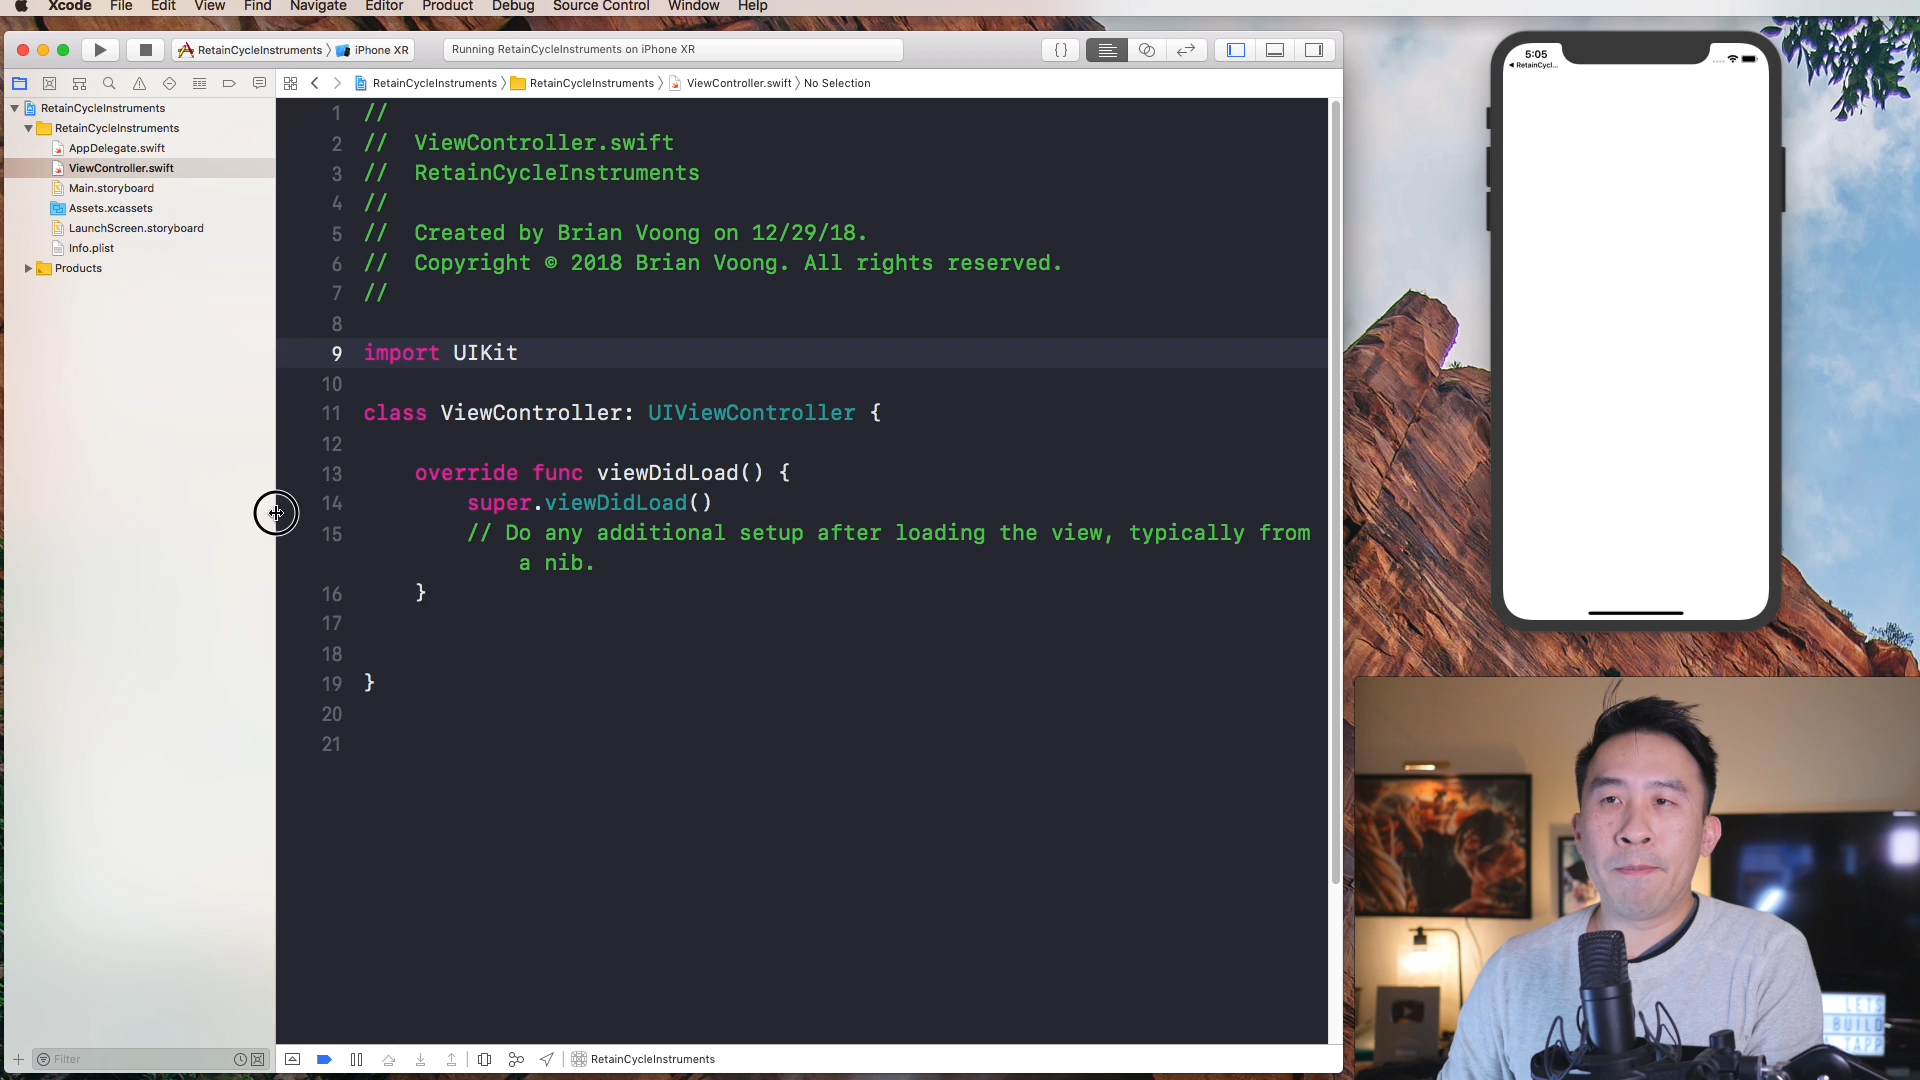 Xcode File Edit View Find Navigate Editor Product Debug Source Control Window Help
RetainCycleInstruments iPhone XR
Running RetainCycleInstruments on iPhone XR
{ }
RetainCycleInstruments RetainCycleInstruments ViewController.swift No Selection
RetainCycleInstruments
RetainCycleInstruments
AppDelegate.swift
ViewController.swift
Main.storyboard
Assets.xcassets
LaunchScreen.storyboard
Info.plist
Products
1 //
2 // ViewController.swift
3 // RetainCycleInstruments
4 //
5 // Created by Brian Voong on 12/29/18.
6 // Copyright © 2018 Brian Voong. All rights reserved.
7 //
8
9 import UIKit
10
11 class ViewController: UIViewController {
12
13 override func viewDidLoad() {
14 super.viewDidLoad()
15 // Do any additional setup after loading the view, typically from
a nib.
16 }
17
18
19 }
20
21
Filter
RetainCycleInstruments
5:05
RetainCycl...
LETS
BUILD
TAPP